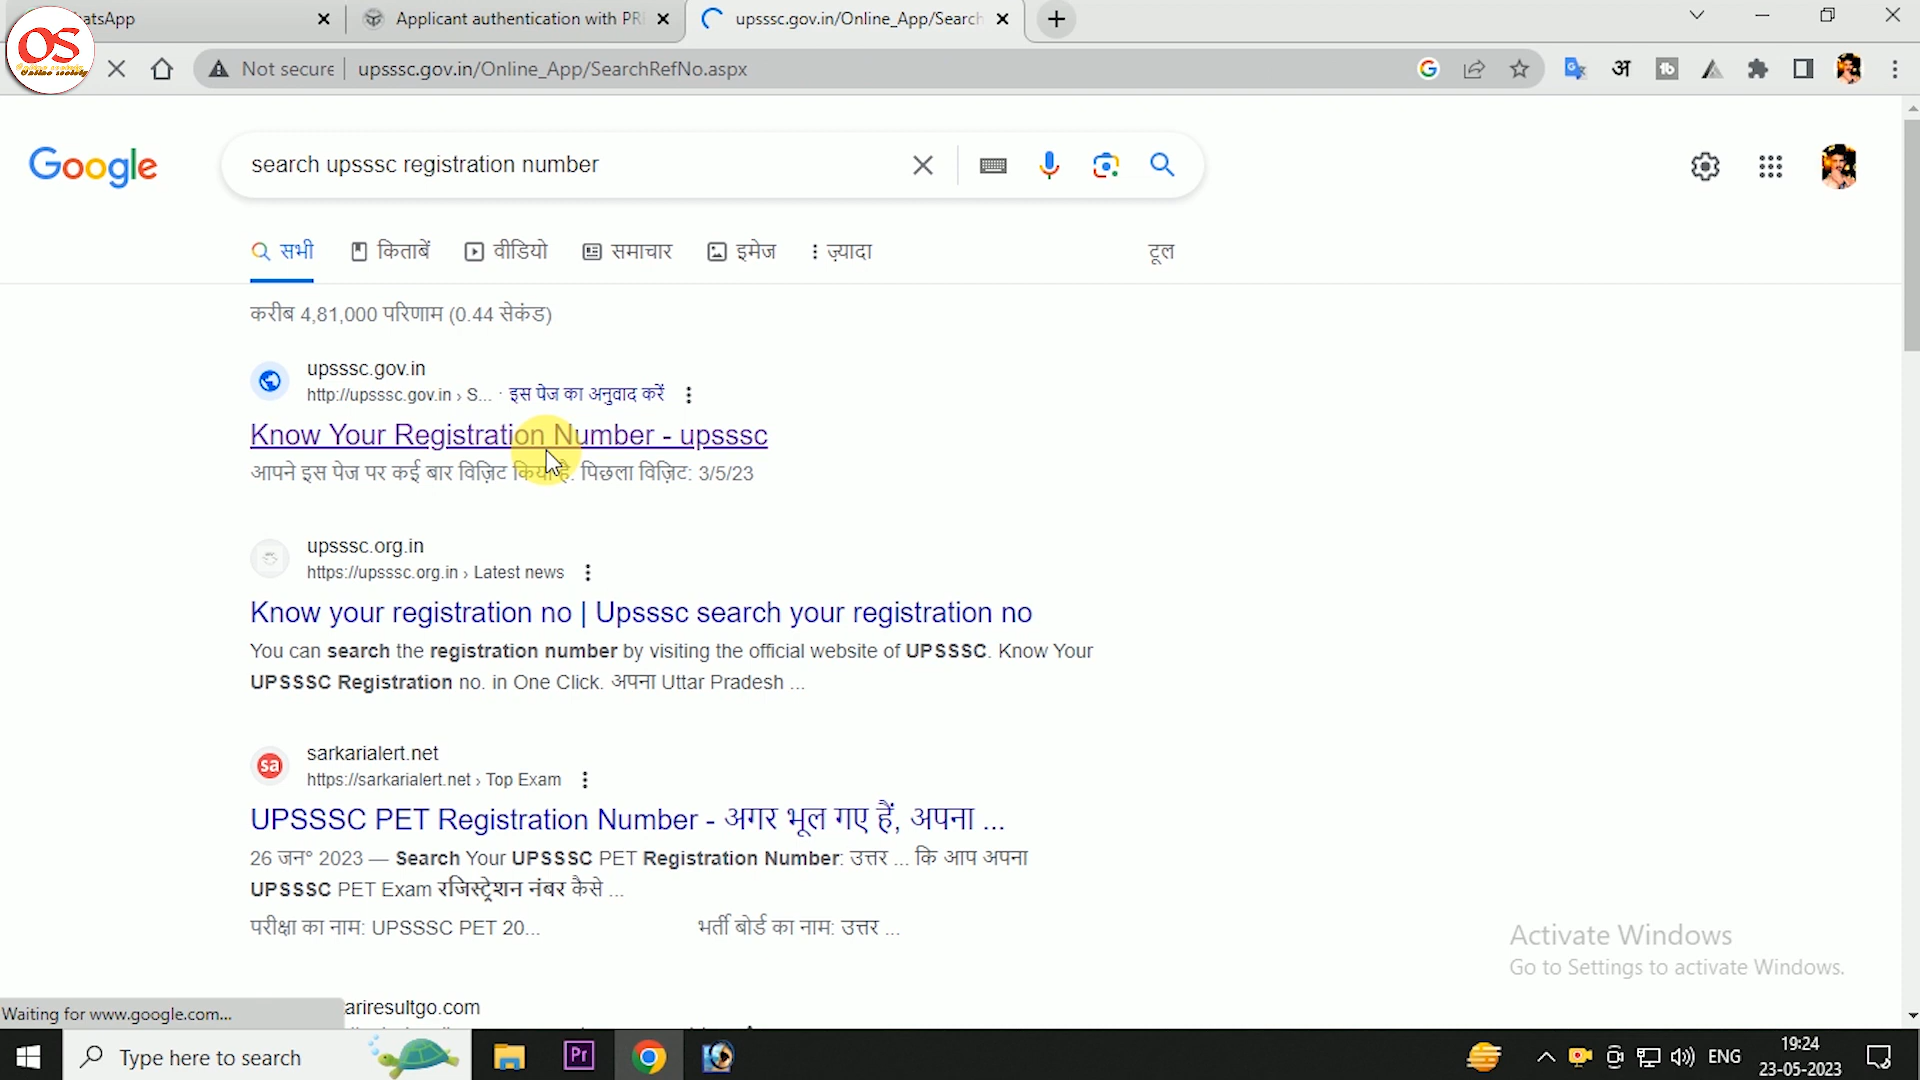 atsApp
Applicant authentication with PRI
upsssc.gov.in/Online_App/Search
OS
Online society
Not secure
upsssc.gov.in/Online_App/SearchRefNo.aspx
Google
search upsssc registration number
सभी
किताबें
वीडियो
समाचार
इमेज
ज़्यादा
टूल
करीब 4,81,000 परिणाम (0.44 सेकंड)
upsssc.gov.in
http://upsssc.gov.in › S... · इस पेज का अनुवाद करें
Know Your Registration Number - upsssc
आपने इस पेज पर कई बार विज़िट किया है. पिछला विज़िट: 3/5/23
upsssc.org.in
https://upsssc.org.in › Latest news
Know your registration no | Upsssc search your registration no
You can search the registration number by visiting the official website of UPSSSC. Know Your
UPSSSC Registration no. in One Click. अपना Uttar Pradesh ...
sa
sarkarialert.net
https://sarkarialert.net › Top Exam
UPSSSC PET Registration Number - अगर भूल गए हैं, अपना ...
26 जन° 2023 — Search Your UPSSSC PET Registration Number: उत्तर ... कि आप अपना
UPSSSC PET Exam रजिस्ट्रेशन नंबर कैसे ...
परीक्षा का नाम: UPSSSC PET 20...
भर्ती बोर्ड का नाम: उत्तर ...
Activate Windows
Go to Settings to activate Windows.
ariresultgo.com
Waiting for www.google.com...
Type here to search
Pr
ENG
19:24
23-05-2023